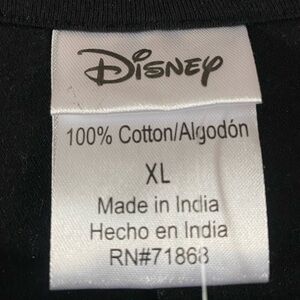 Disney
100% Cotton/Algodón
XL
Made in India
Hecho en India
RN#71868